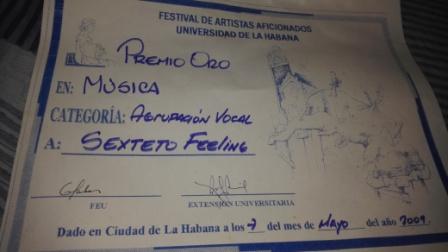 FESTIVAL DE ARTISTAS AFICIONADOS
UNIVERSIDAD DE LA HABANA
PREMIO ORO
EN: MÚSICA
CATEGORÍA: AGRUPACIÓN VOCAL
A: SEXTETO FEELING
FEU
EXTENSIÓN UNIVERSITARIA
Dado en Ciudad de La Habana a los 7 del mes de Mayo del año 2009